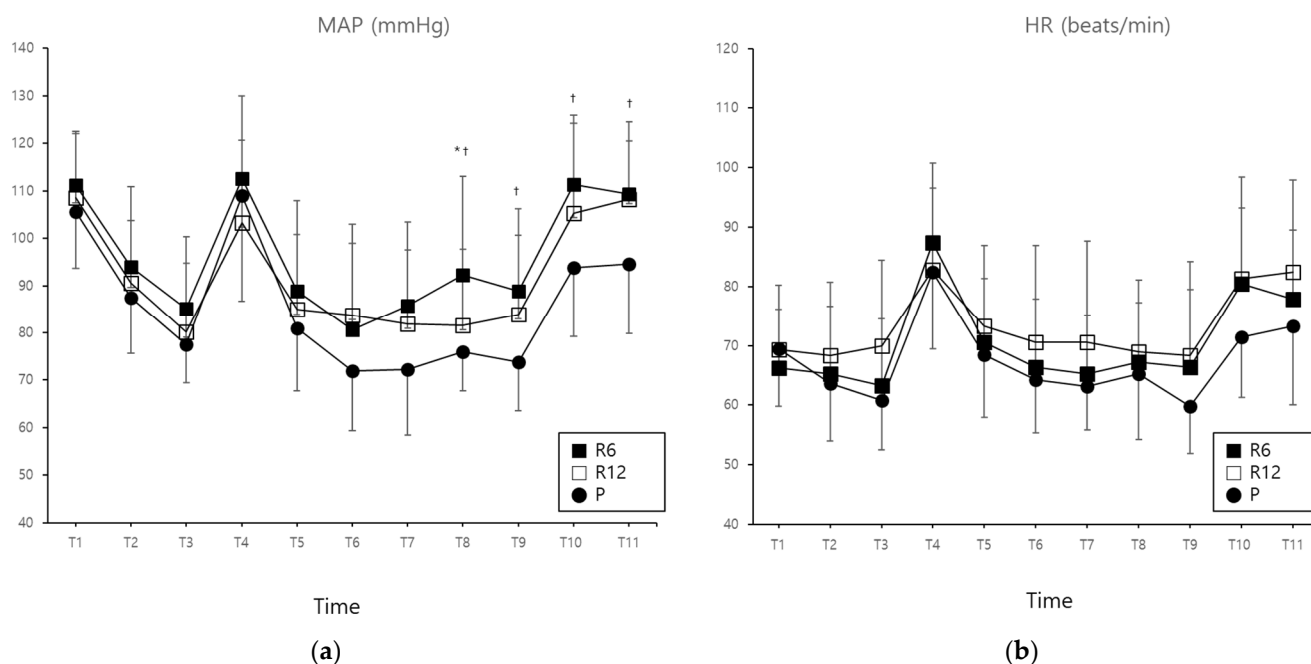 MAP (mmHg)
140
130
120
110
100
90
80
70
60
50
40
†
†
*†
†
R6
R12
P
T1 T2 T3 T4 T5 T6 T7 T8 T9 T10 T11
Time
(a)
HR (beats/min)
120
110
100
90
80
70
60
50
40
R6
R12
P
T1 T2 T3 T4 T5 T6 T7 T8 T9 T10 T11
Time
(b)